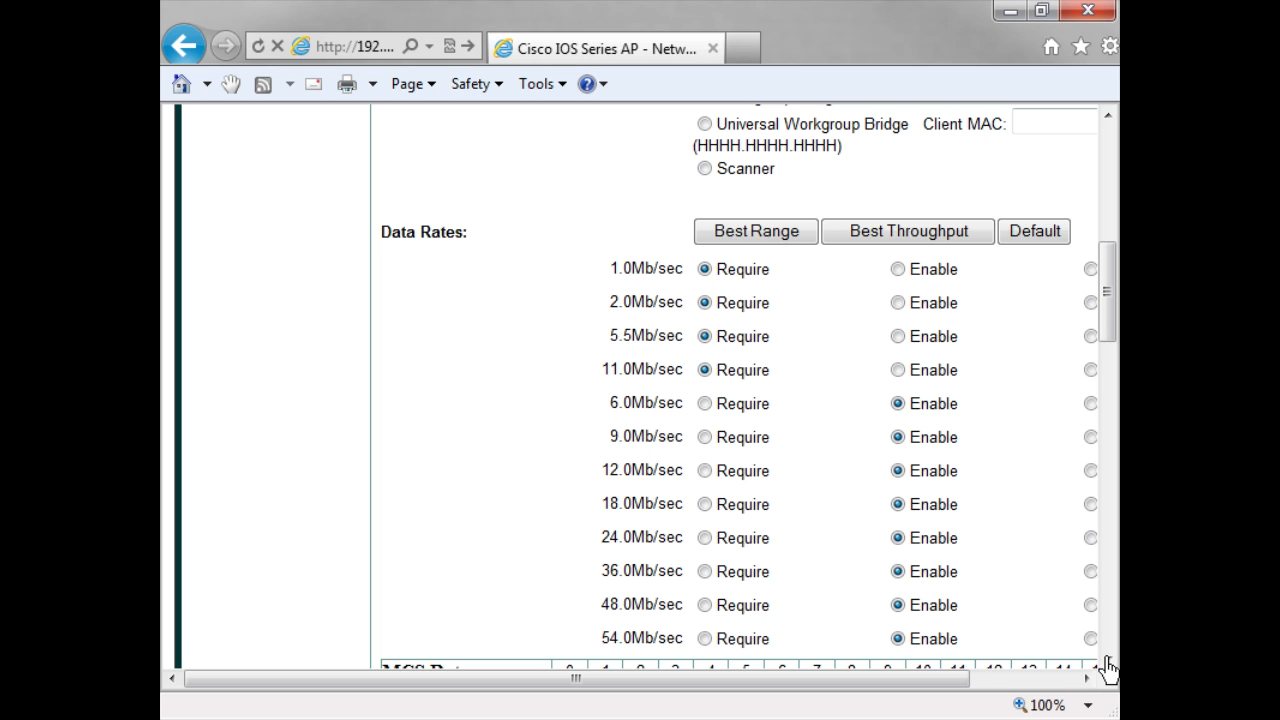 http://192....
Cisco IOS Series AP - Netw...
Page Safety Tools
Universal Workgroup Bridge Client MAC:
(HHHH.HHHH.HHHH)
Scanner
Data Rates: Best Range Best Throughput Default
1.0Mb/sec Require Enable
2.0Mb/sec Require Enable
5.5Mb/sec Require Enable
11.0Mb/sec Require Enable
6.0Mb/sec Require Enable
9.0Mb/sec Require Enable
12.0Mb/sec Require Enable
18.0Mb/sec Require Enable
24.0Mb/sec Require Enable
36.0Mb/sec Require Enable
48.0Mb/sec Require Enable
54.0Mb/sec Require Enable
100%